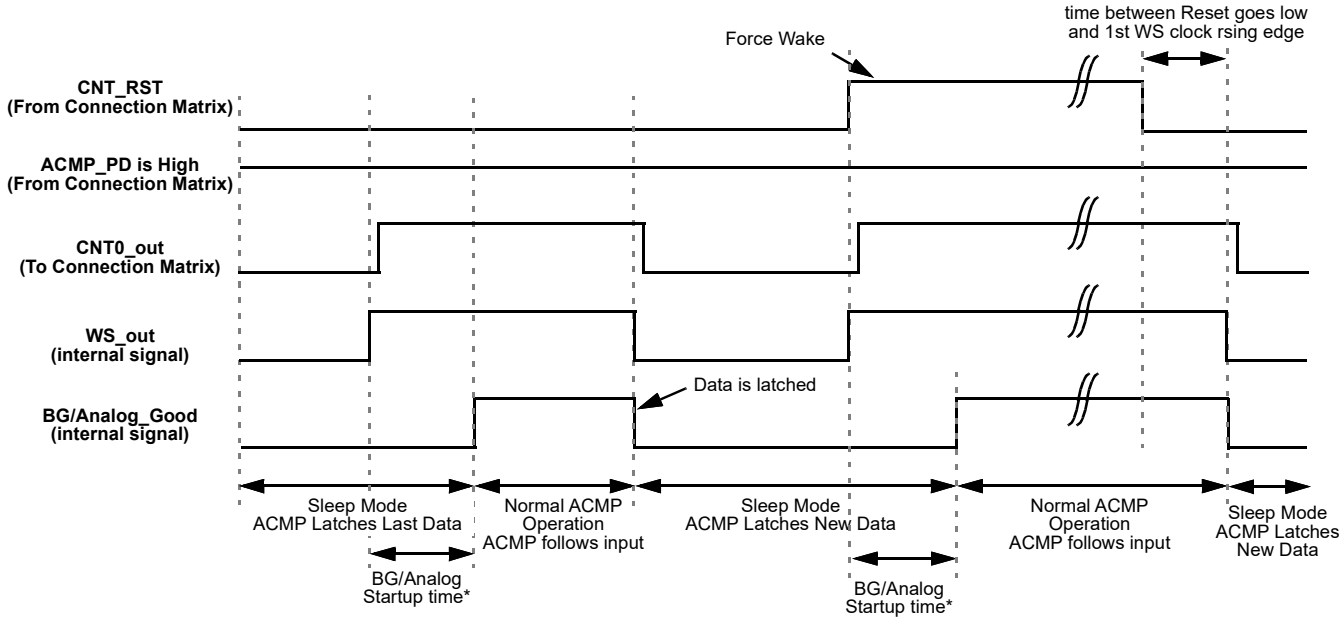 time between Reset goes low
and 1st WS clock rsing edge
Force Wake
CNT_RST
(From Connection Matrix)
ACMP_PD is High
(From Connection Matrix)
CNT0_out
(To Connection Matrix)
WS_out
(internal signal)
Data is latched
BG/Analog_Good
(internal signal)
Sleep Mode
ACMP Latches Last Data
Normal ACMP
Operation
ACMP follows input
Sleep Mode
ACMP Latches New Data
Normal ACMP
Operation
ACMP follows input
Sleep Mode
ACMP Latches
New Data
BG/Analog
Startup time*
BG/Analog
Startup time*